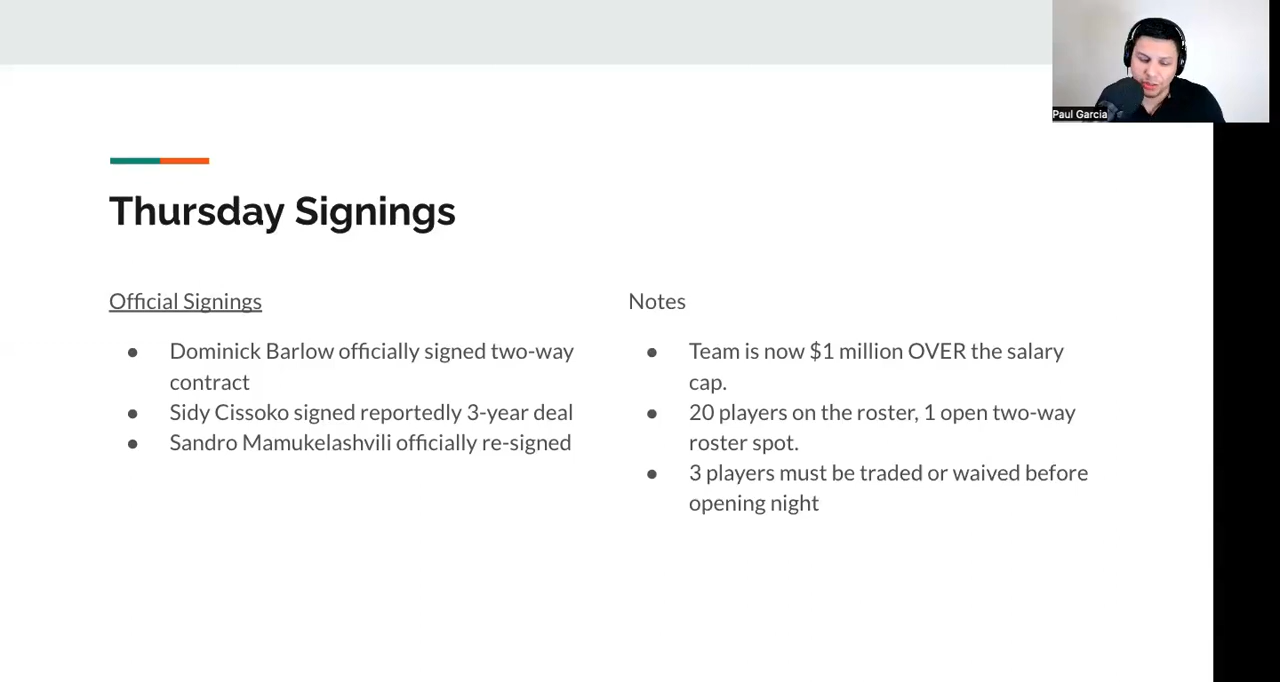 Paul Garcia
Thursday Signings
Official Signings
● Dominick Barlow officially signed two-way
contract
● Sidy Cissoko signed reportedly 3-year deal
● Sandro Mamukelashvili officially re-signed
Notes
● Team is now $1 million OVER the salary
cap.
● 20 players on the roster, 1 open two-way
roster spot.
● 3 players must be traded or waived before
opening night